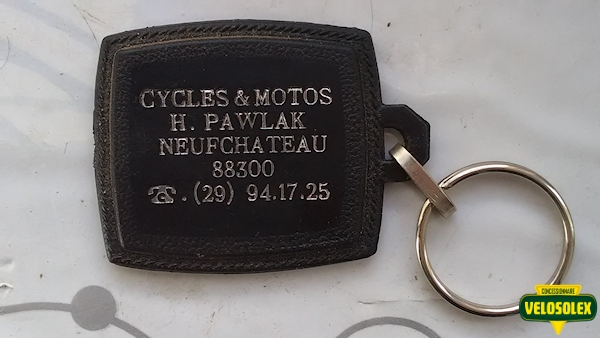 CYCLES & MOTOS
H. PAWLAK
NEUFCHATEAU
88300
☎.(29) 94.17.25
CONCESSIONNAIRE
VELOSOLEX